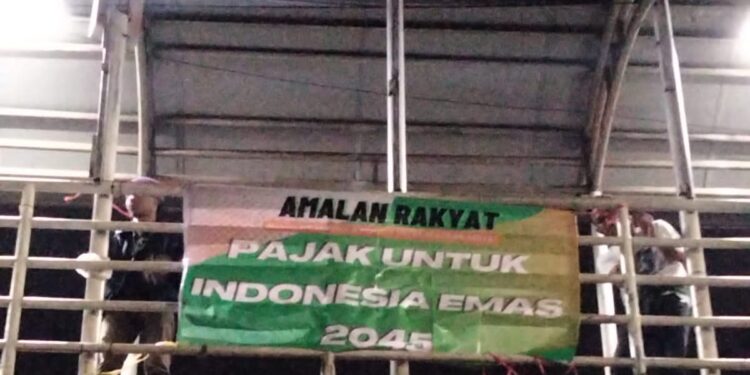 AMALAN RAKYAT
PAJAK UNTUK
INDONESIA EMAS
2045